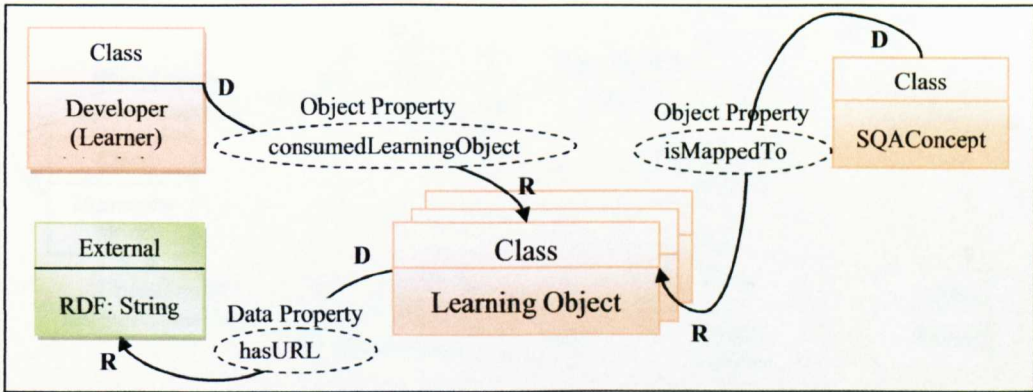 Class
Developer
(Learner)
D
Object Property
consumedLearningObject
R
D
Class
SQAConcept
Object Property
isMappedTo
R
External
RDF: String
Class
Learning Object
D
Data Property
hasURL
R